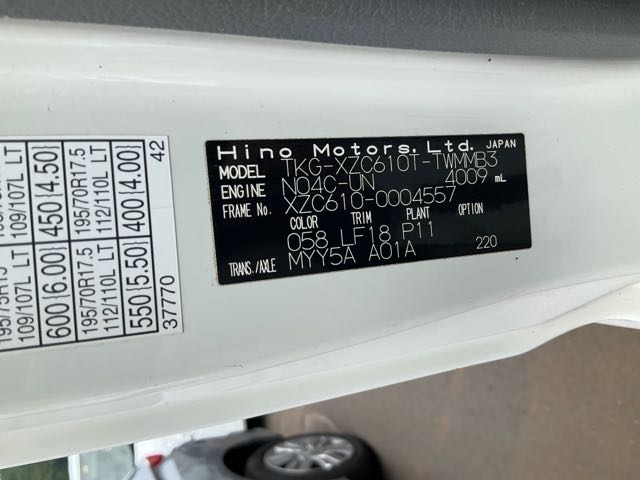 Hino Motors, Ltd. JAPAN
MODEL TKG-XZC610T-TWMMB3
ENGINE N04C-UN 4009 mL
FRAME No. XZC610-0004557
COLOR TRIM PLANT OPTION
058 LF18 P11
TRANS./AXLE MYY5A A01A 220
109/107L LT
600{6.00}
195/70R17.5
112/110L LT
550{5.50}
37770
109/107L LT
450{4.50}
195/70R17.5
112/110L LT
400{4.00}
42